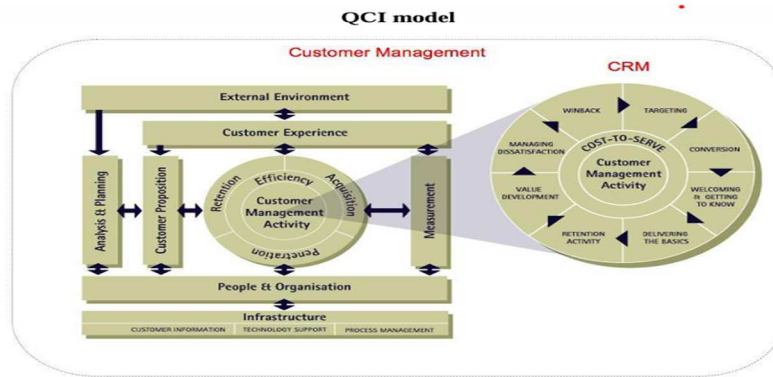 QCI model
Customer Management
External Environment
Customer Experience
Analysis & Planning
Customer Proposition
Retention
Efficiency
Acquisition
Customer
Management
Activity
Penetration
Measurement
People & Organisation
Infrastructure
CUSTOMER INFORMATION
TECHNOLOGY SUPPORT
PROCESS MANAGEMENT
CRM
WINBACK
TARGETING
MANAGING
DISSATISFACTION
COST-TO-SERVE
CONVERSION
Customer
Management
Activity
VALUE
DEVELOPMENT
WELCOMING
& GETTING
TO KNOW
RETENTION
ACTIVITY
DELIVERING
THE BASICS